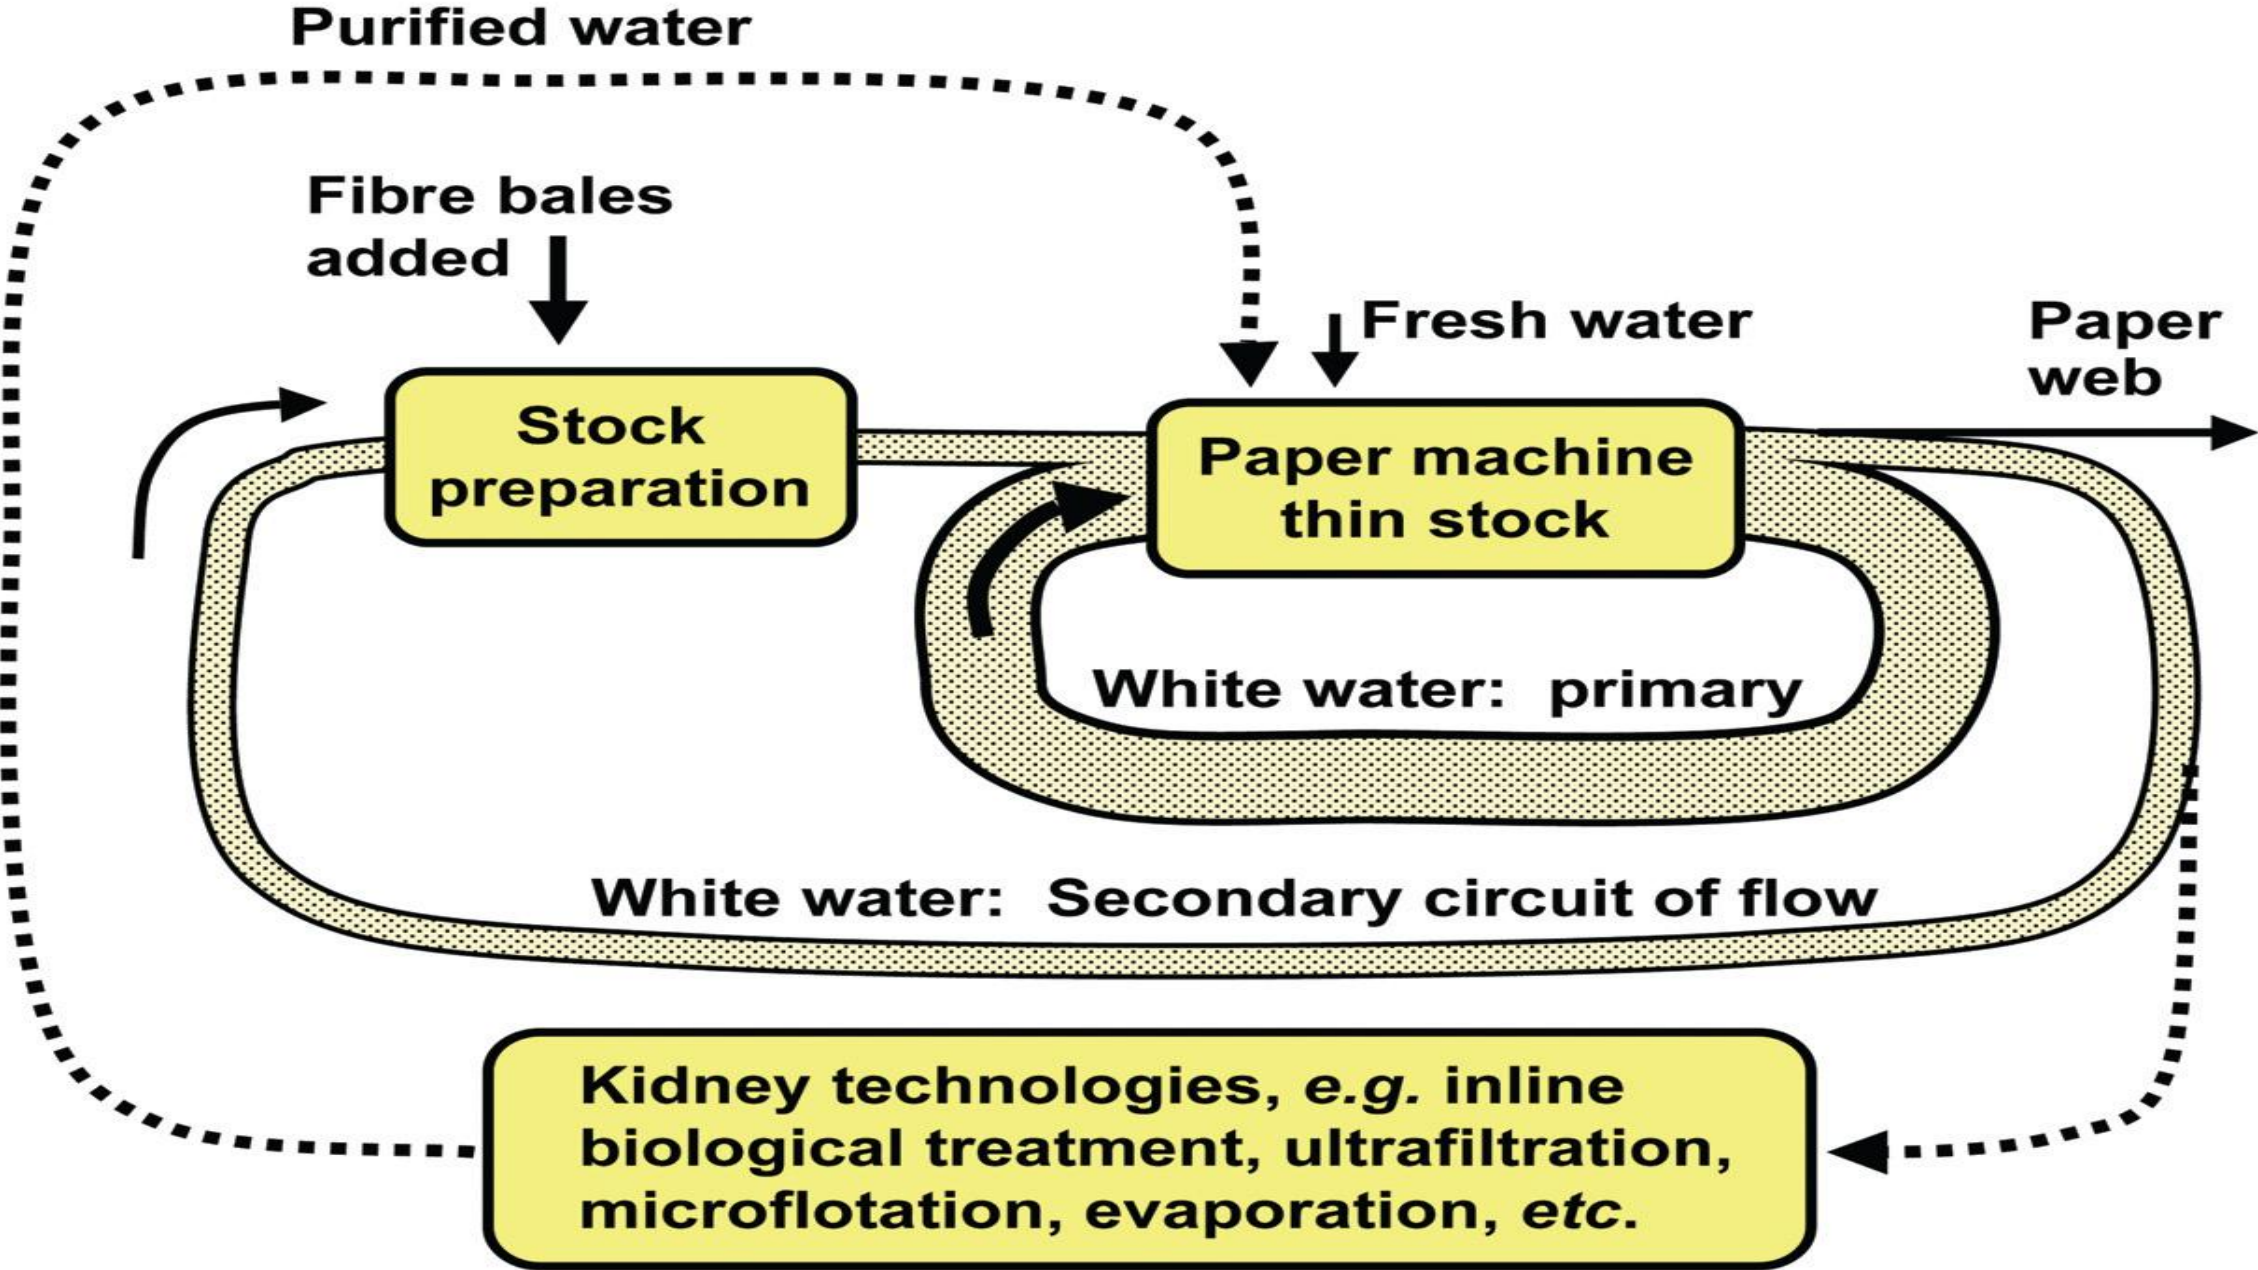 Purified water
Fibre bales
added
Fresh water
Paper
web
Stock
preparation
Paper machine
thin stock
White water:  primary
White water:  Secondary circuit of flow
Kidney technologies, e.g. inline
biological treatment, ultrafiltration,
microflotation, evaporation, etc.